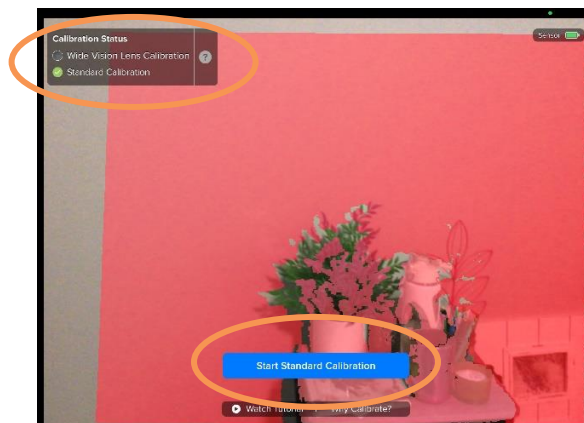 Calibration Status
Sensor
Wide Vision Lens Calibration
?
Standard Calibration
Start Standard Calibration
Watch Tutorial
Why Calibrate?